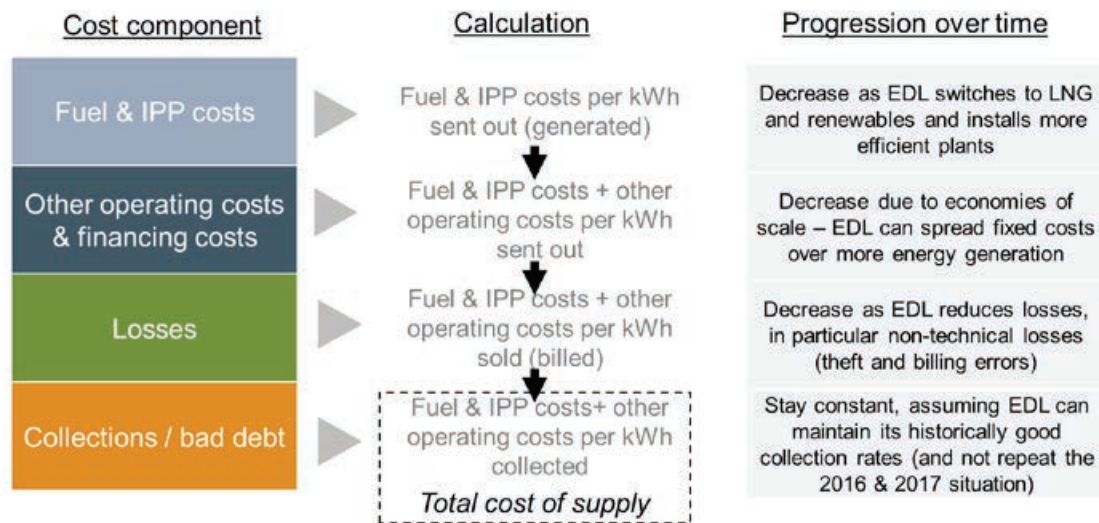 Cost component
Calculation
Progression over time
Fuel & IPP costs
Fuel & IPP costs per kWh
sent out (generated)
Decrease as EDL switches to LNG
and renewables and installs more
efficient plants
Other operating costs
& financing costs
Fuel & IPP costs + other
operating costs per kWh
sent out
Decrease due to economies of
scale – EDL can spread fixed costs
over more energy generation
Losses
Fuel & IPP costs + other
operating costs per kWh
sold (billed)
Decrease as EDL reduces losses,
in particular non-technical losses
(theft and billing errors)
Collections / bad debt
Fuel & IPP costs+ other
operating costs per kWh
collected
Total cost of supply
Stay constant, assuming EDL can
maintain its historically good
collection rates (and not repeat the
2016 & 2017 situation)